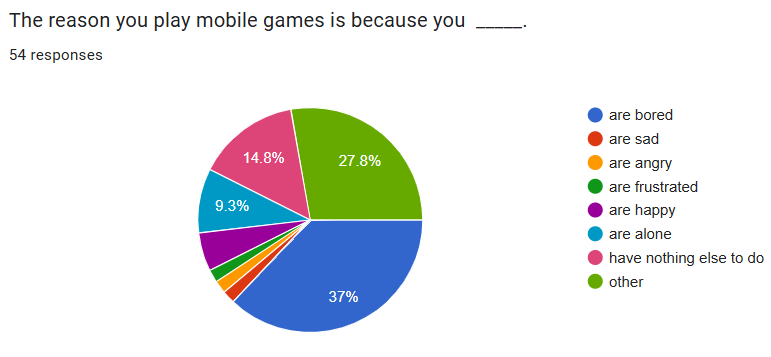 The reason you play mobile games is because you _____.
54 responses
27.8%
14.8%
9.3%
37%
are bored
are sad
are angry
are frustrated
are happy
are alone
have nothing else to do
other